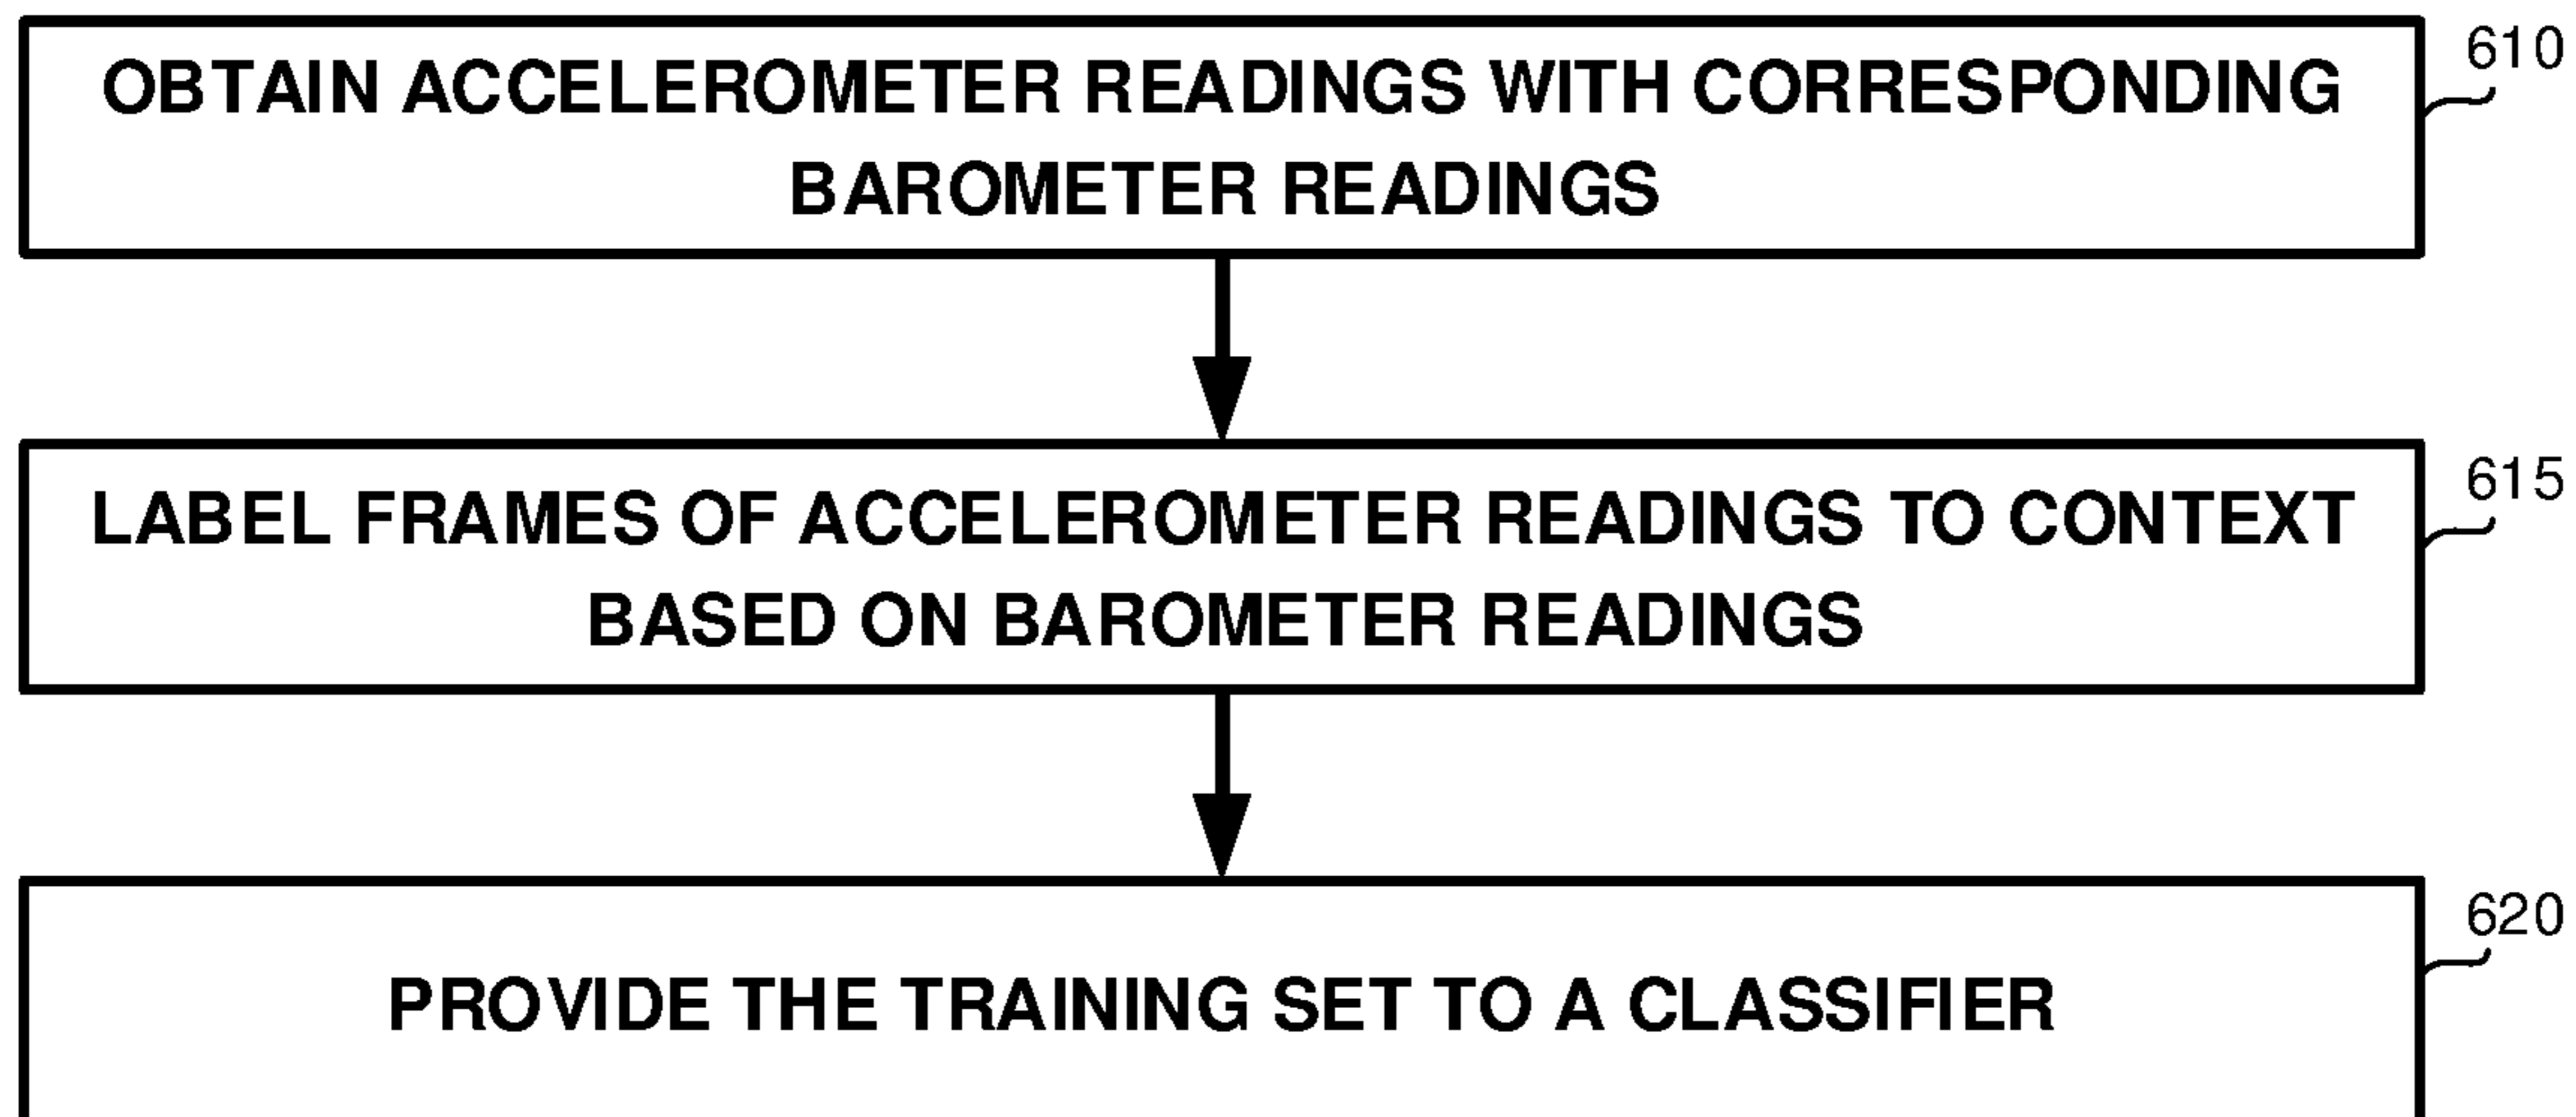 610
OBTAIN ACCELEROMETER READINGS WITH CORRESPONDING
BAROMETER READINGS
615
LABEL FRAMES OF ACCELEROMETER READINGS TO CONTEXT
BASED ON BAROMETER READINGS
620
PROVIDE THE TRAINING SET TO A CLASSIFIER